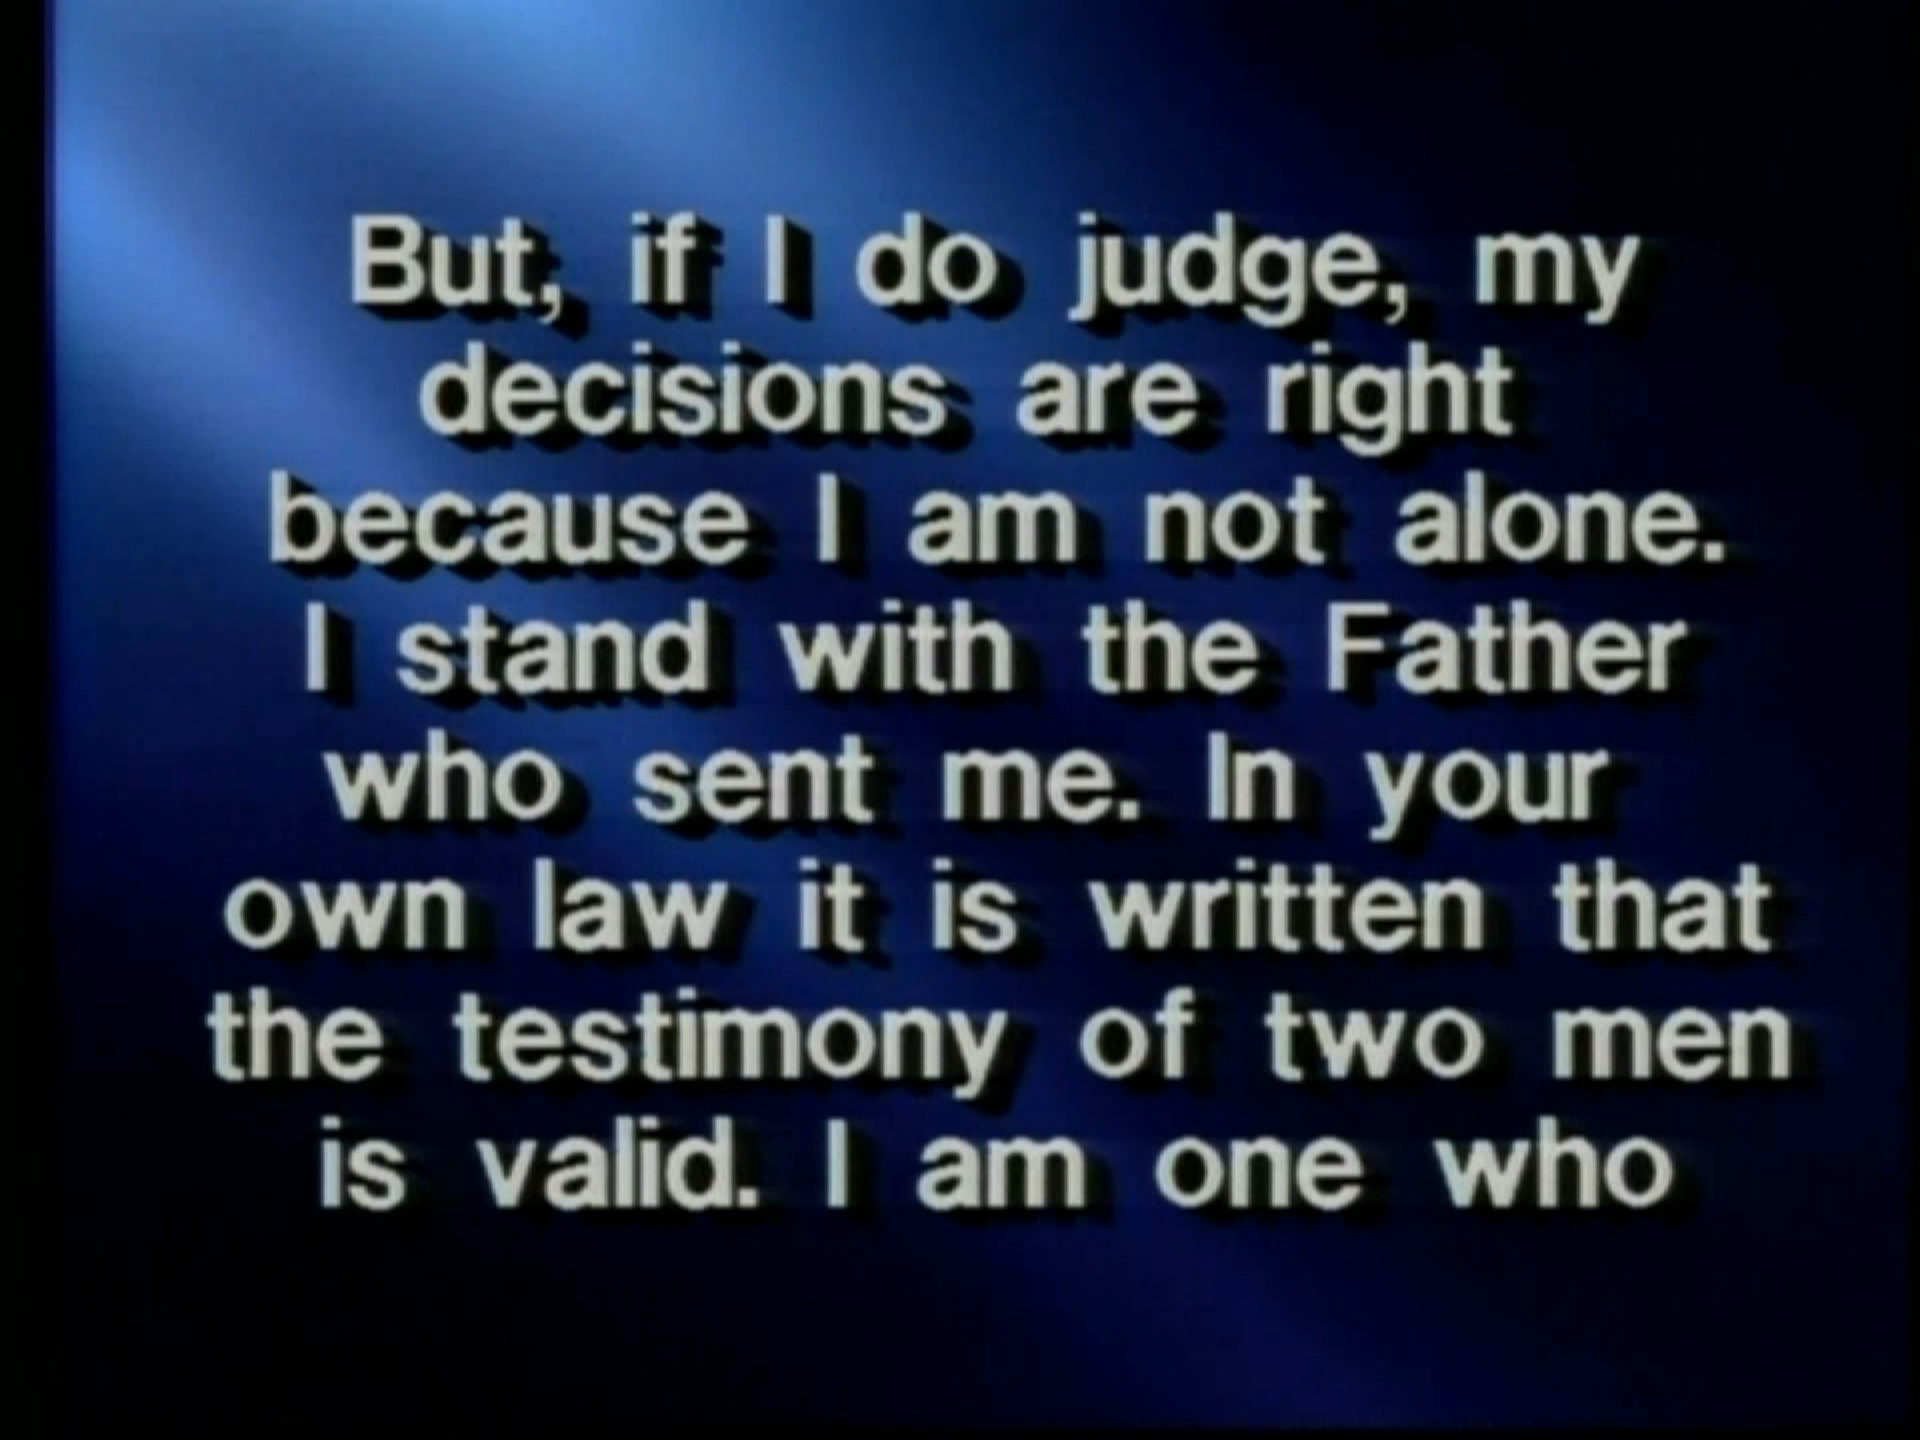 But, if I do judge, my
decisions are right
because I am not alone.
I stand with the Father
who sent me. In your
own law it is written that
the testimony of two men
is valid. I am one who